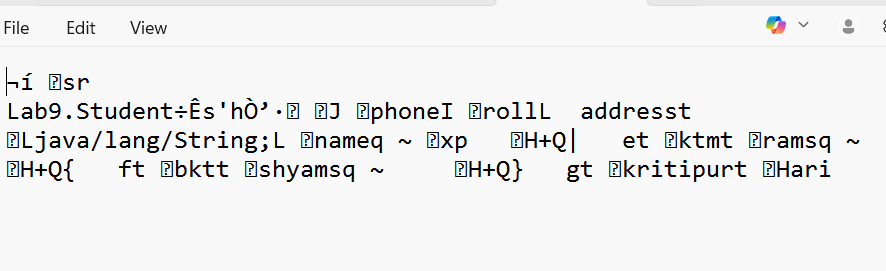 File Edit View
¬í �sr
Lab9.Student÷Ês'hÒ’·� �J �phoneI �rollL addresst
�Ljava/lang/String;L �nameq ~ �xp �H+Q| et �ktmt �ramsq ~
�H+Q{ ft �bktt �shyamsq ~ �H+Q} gt �kritipurt �Hari